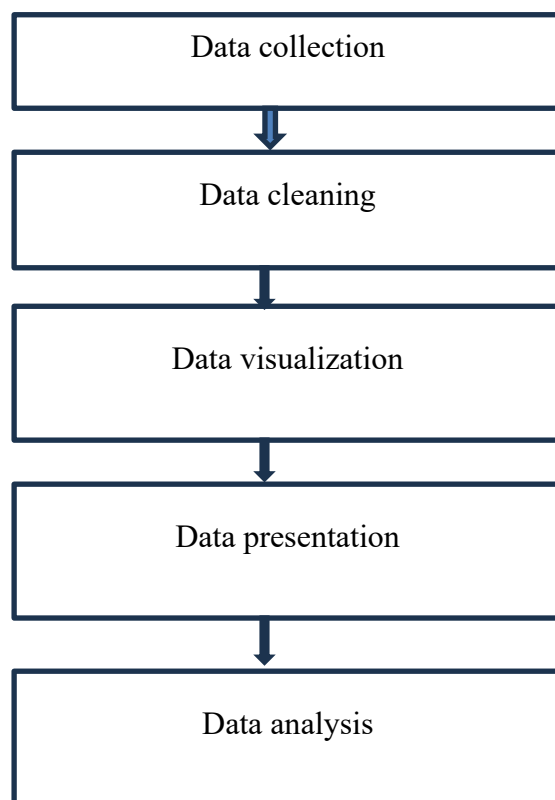 Data collection
Data cleaning
Data visualization
Data presentation
Data analysis